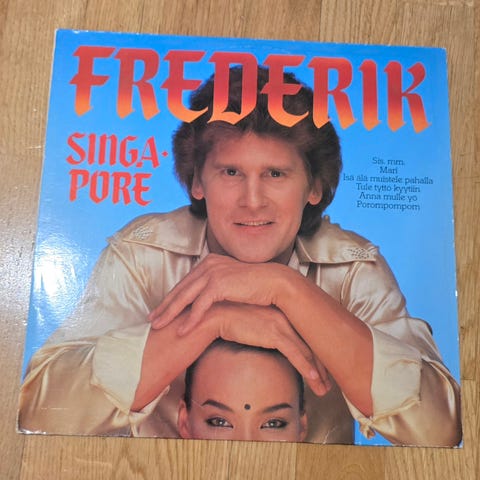 FREDERIK
SINGA-
PORE
Sis. mm.
Mari
Isä älä muistele pahalla
Tule tyttö kyytiin
Anna mulle yö
Porompompom